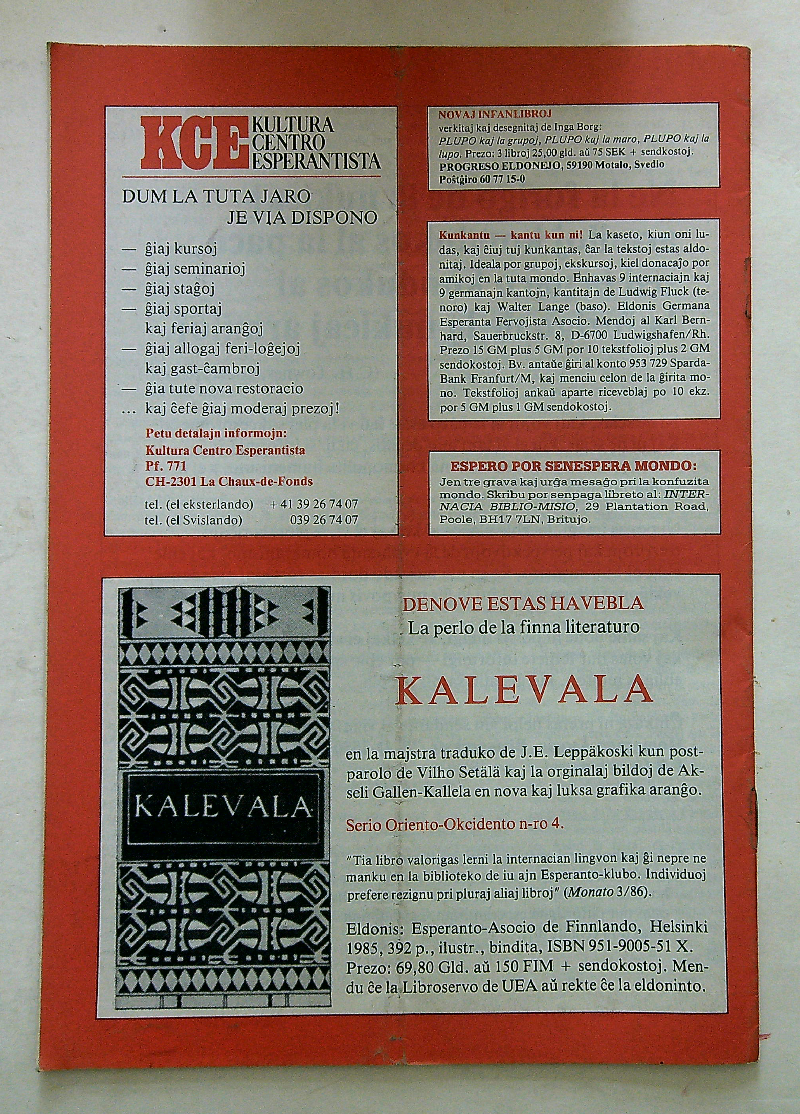 KCE KULTURA
CENTRO
ESPERANTISTA
DUM LA TUTA JARO
JE VIA DISPONO
— ĝiaj kursoj
— ĝiaj seminarioj
— ĝiaj staĝoj
— ĝiaj sportaj
kaj feriaj aranĝoj
— ĝiaj allogaj feri-loĝejoj
kaj gast-ĉambroj
— ĝia tute nova restoracio
... kaj ĉefe ĝiaj moderaj prezoj!
Petu detalajn informojn:
Kultura Centro Esperantista
Pf. 771
CH-2301 La Chaux-de-Fonds
tel. (el eksterlando) + 41 39 26 74 07
tel. (el Svislando) 039 26 74 07
NOVAJ INFANLIBROJ
verkitaj kaj desegnitaj de Inga Borg:
PLUPO kaj la grupoj, PLUPO kaj la maro, PLUPO kaj la
lupo. Prezo: 3 libroj 25,00 gld. aŭ 75 SEK + sendkostoj.
PROGRESO ELDONEJO, 59190 Motalo, Svedio
Poŝtĝiro 60 77 15-0
Kunkantu — kantu kun ni! La kaseto, kiun oni lu-
das, kaj ĉiuj tuj kunkantas, ĉar la tekstoj estas aldo-
nitaj. Ideala por grupoj, ekskursoj, kiel donacajo por
amikoj en la tuta mondo. Enhavas 9 internaciajn kaj
9 germanajn kantojn, kantitajn de Ludwig Fluck (te-
noro) kaj Walter Lange (baso). Eldonis Germana
Esperanta Fervojista Asocio. Mendoj al Karl Bern-
hard, Sauerbruckstr. 8, D-6700 Ludwigshafen/Rh.
Prezo 15 GM plus 5 GM por 10 tekstfolioj plus 2 GM
sendokostoj. Bv. antaŭe ĝiri al konto 953 729 Sparda-
Bank Franfurt/M, kaj menciu celon de la ĝirita mo-
no. Tekstfolioj ankaŭ aparte riceveblaj po 10 ekz.
por 5 GM plus 1 GM sendokostoj.
ESPERO POR SENESPERA MONDO:
Jen tre grava kaj urĝa mesaĝo pri la konfuzita
mondo. Skribu por senpaga libreto al: INTER-
NACIA BIBLIO-MISIO, 29 Plantation Road,
Poole, BH17 7LN, Britujo.
KALEVALA
DENOVE ESTAS HAVEBLA
La perlo de la finna literaturo
KALEVALA
en la majstra traduko de J.E. Leppäkoski kun post-
parolo de Vilho Setälä kaj la orginalaj bildoj de Ak-
seli Gallen-Kallela en nova kaj luksa grafika aranĝo.
Serio Oriento-Okcidento n-ro 4.
"Tia libro valorigas lerni la internacian lingvon kaj ĝi nepre ne
manku en la biblioteko de iu ajn Esperanto-klubo. Individuoj
prefere rezignu pri pluraj aliaj libroj" (Monato 3/86).
Eldonis: Esperanto-Asocio de Finnlando, Helsinki
1985, 392 p., ilustr., bindita, ISBN 951-9005-51 X.
Prezo: 69,80 Gld. aŭ 150 FIM + sendokostoj. Men-
du ĉe la Libroservo de UEA aŭ rekte ĉe la eldoninto.